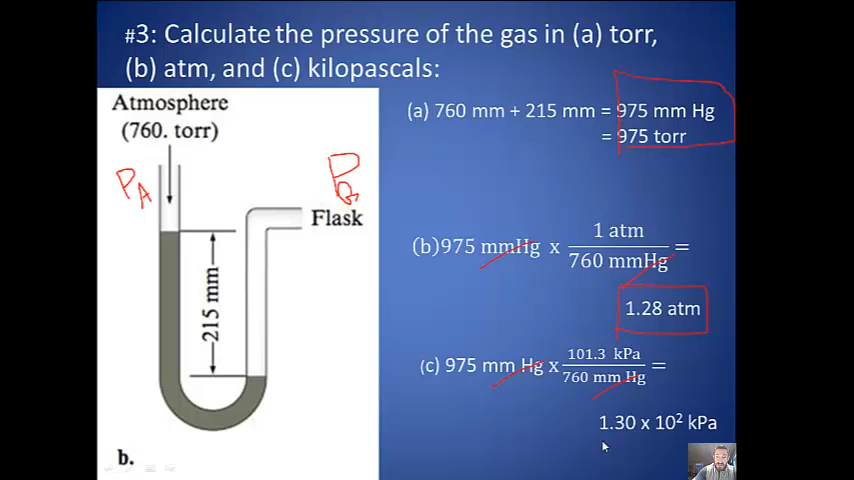 #3: Calculate the pressure of the gas in (a) torr,
(b) atm, and (c) kilopascals:
Atmosphere
(760. torr)
P_A
P_G
Flask
215 mm
b.
(a) 760 mm + 215 mm = 975 mm Hg
= 975 torr
(b)975 mmHg x 1 atm / 760 mmHg =
1.28 atm
(c) 975 mm Hg x 101.3 kPa / 760 mm Hg =
1.30 x 10² kPa